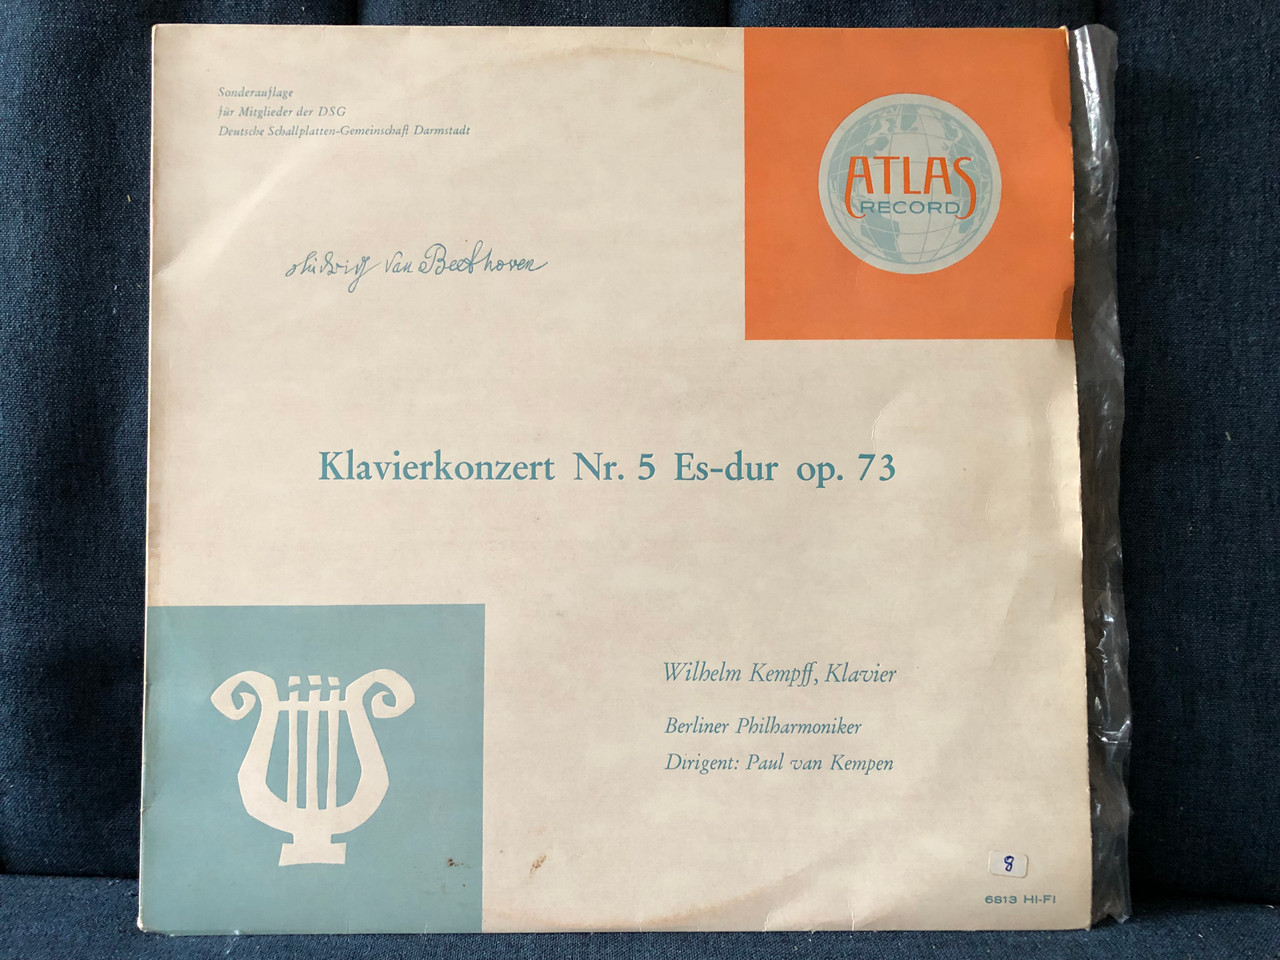 Sonderauflage
für Mitglieder der DSG
Deutsche Schallplatten-Gemeinschaft Darmstadt
ATLAS
RECORD
Ludwig van Beethoven
Klavierkonzert Nr. 5 Es-dur op. 73
Wilhelm Kempff, Klavier
Berliner Philharmoniker
Dirigent: Paul van Kempen
8
6813 HI-FI